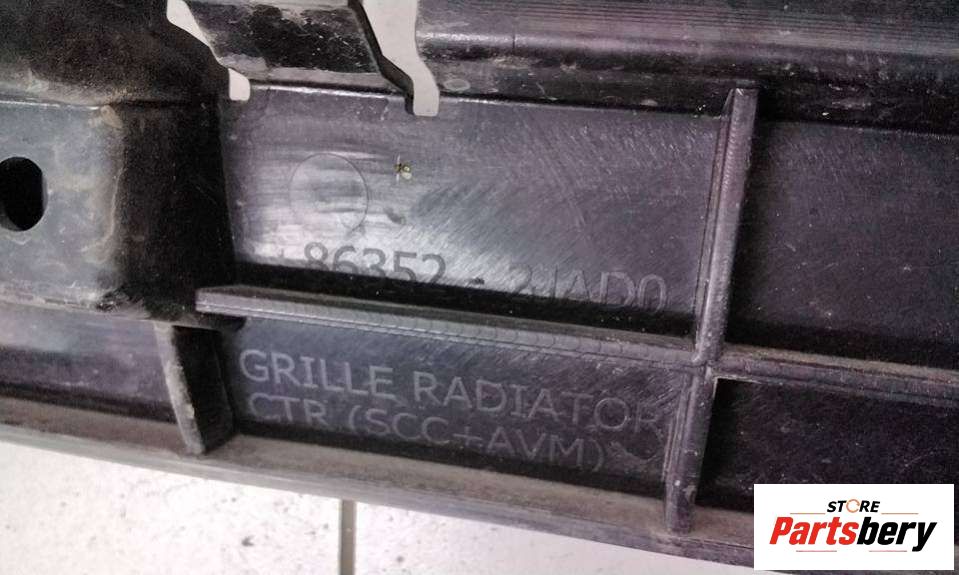 86352 - 2JAD0
GRILLE RADIATOR
CTR (SCC+AVM)
STORE
Partsbery